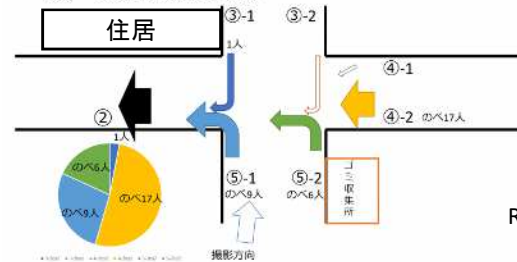 住居
③-1
③-2
1人
④-1
②
④-2 のべ17人
1人
のべ6人
のべ17人
のべ9人
⑤-1
のべ9人
⑤-2
のべ6人
ゴミ収集所
撮影方向
R